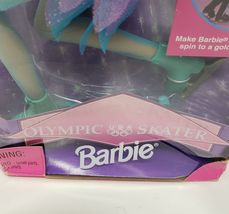 Make Barbie
spin to a gold
OLYMPIC SKATER
Barbie
NING: